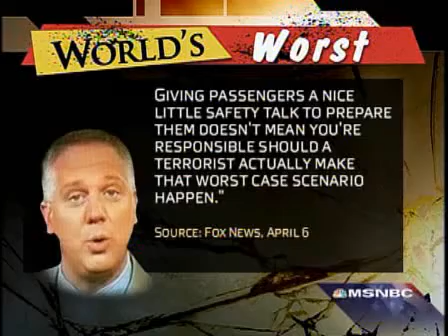 WORLD'S Worst
GIVING PASSENGERS A NICE
LITTLE SAFETY TALK TO PREPARE
THEM DOESN'T MEAN YOU'RE
RESPONSIBLE SHOULD A
TERRORIST ACTUALLY MAKE
THAT WORST CASE SCENARIO
HAPPEN."
SOURCE: FOX NEWS, APRIL 6
MSNBC